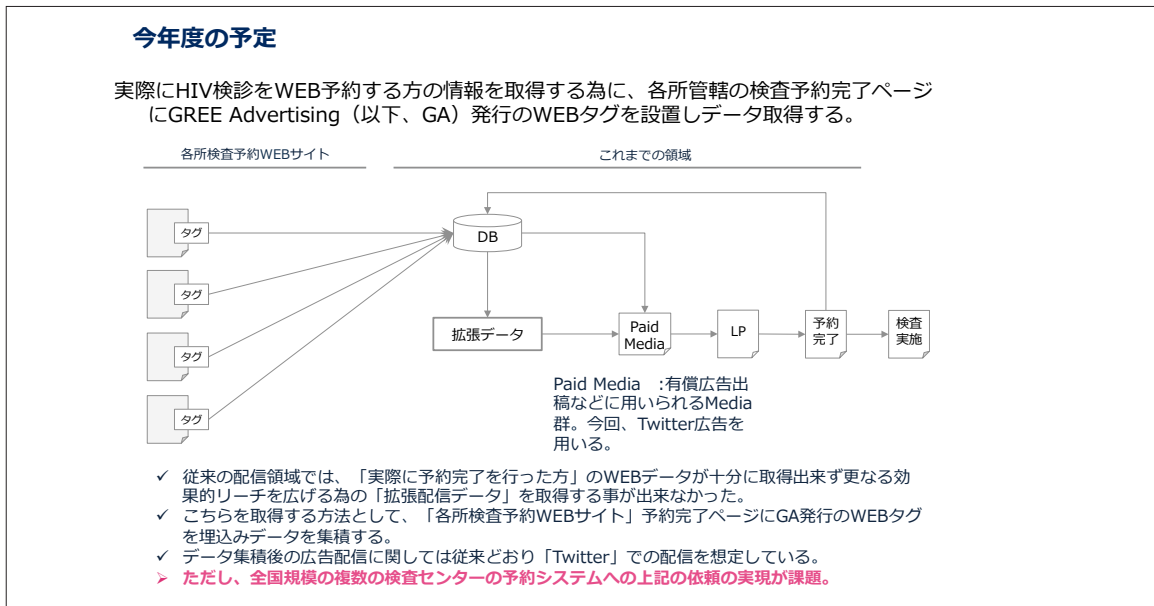 今年度の予定
実際にHIV検診をWEB予約する方の情報を取得する為に、各所管轄の検査予約完了ページ
にGREE Advertising（以下、GA）発行のWEBタグを設置しデータ取得する。
各所検査予約WEBサイト
これまでの領域
タグ
タグ
タグ
タグ
DB
拡張データ
Paid
Media
LP
予約
完了
検査
実施
Paid Media　:有償広告出
稿などに用いられるMedia
群。今回、Twitter広告を
用いる。
✓ 従来の配信領域では、「実際に予約完了を行った方」のWEBデータが十分に取得出来ず更なる効
果的リーチを広げる為の「拡張配信データ」を取得する事が出来なかった。
✓ こちらを取得する方法として、「各所検査予約WEBサイト」予約完了ページにGA発行のWEBタグ
を埋込みデータを集積する。
✓ データ集積後の広告配信に関しては従来どおり「Twitter」での配信を想定している。
➢ ただし、全国規模の複数の検査センターの予約システムへの上記の依頼の実現が課題。